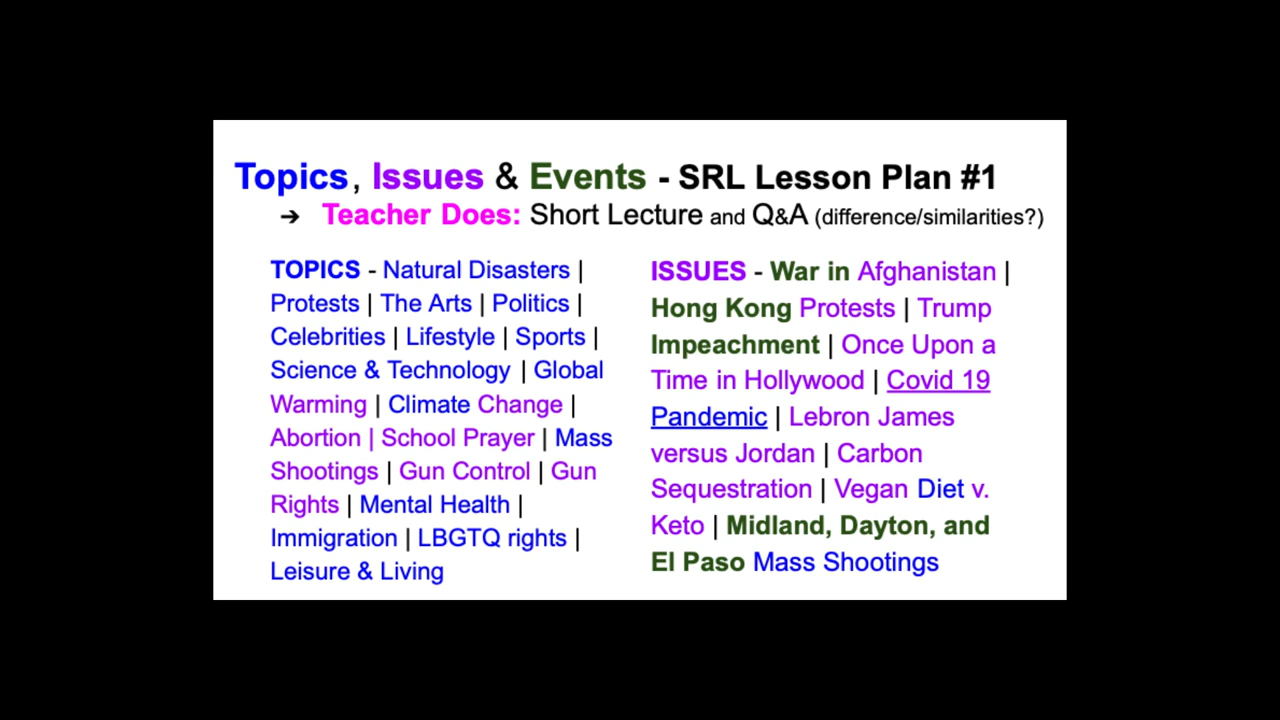 Topics, Issues & Events - SRL Lesson Plan #1
➔ Teacher Does: Short Lecture and Q&A (difference/similarities?)
TOPICS - Natural Disasters |
Protests | The Arts | Politics |
Celebrities | Lifestyle | Sports |
Science & Technology | Global
Warming | Climate Change |
Abortion | School Prayer | Mass
Shootings | Gun Control | Gun
Rights | Mental Health |
Immigration | LBGTQ rights |
Leisure & Living
ISSUES - War in Afghanistan |
Hong Kong Protests | Trump
Impeachment | Once Upon a
Time in Hollywood | Covid 19
Pandemic | Lebron James
versus Jordan | Carbon
Sequestration | Vegan Diet v.
Keto | Midland, Dayton, and
El Paso Mass Shootings